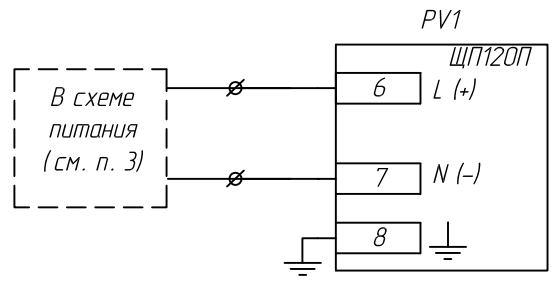 PV1
ЩП120П
В схеме
питания
(см. п. 3)
6
L (+)
7
N (−)
8